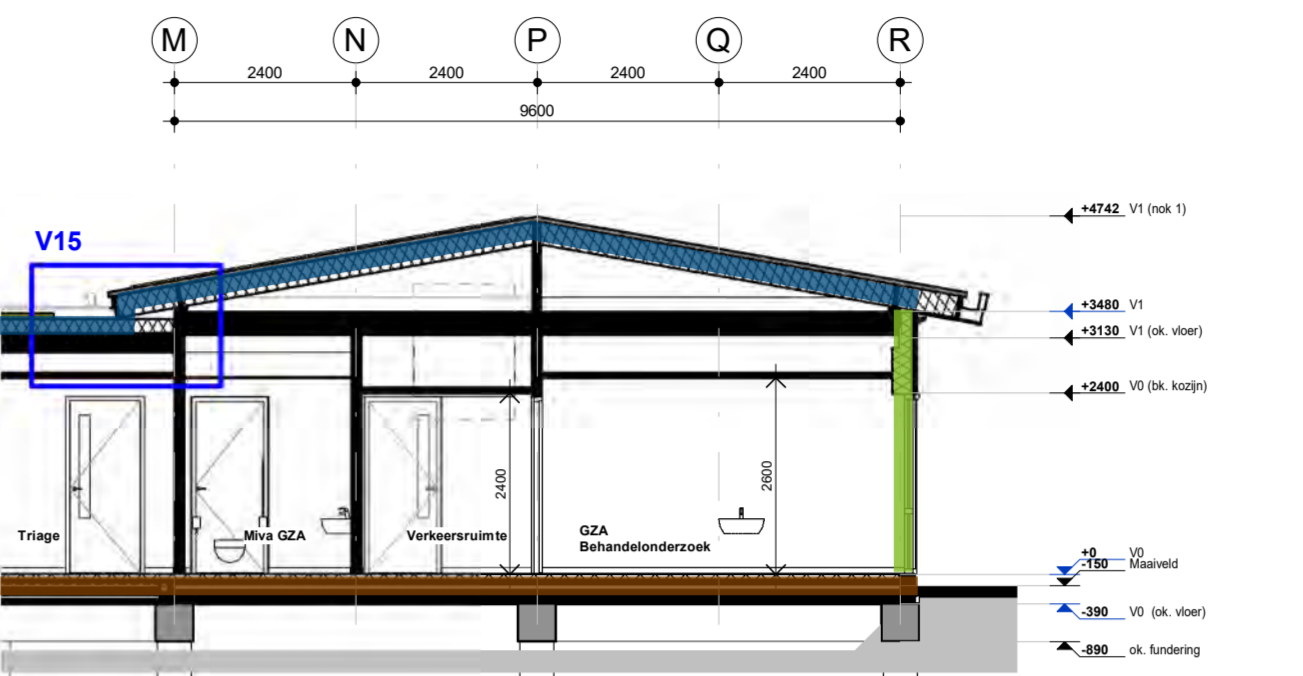 M N P Q R
2400 2400 2400 2400
9600
+4742 V1 (nok 1)
V15
+3480 V1
+3130 V1 (ok. vloer)
+2400 V0 (bk. kozijn)
2400
2600
Triage
Miva GZA
Verkeersruimte
GZA
Behandelonderzoek
+0 V0
-150 Maaiveld
-390 V0 (ok. vloer)
-890 ok. fundering